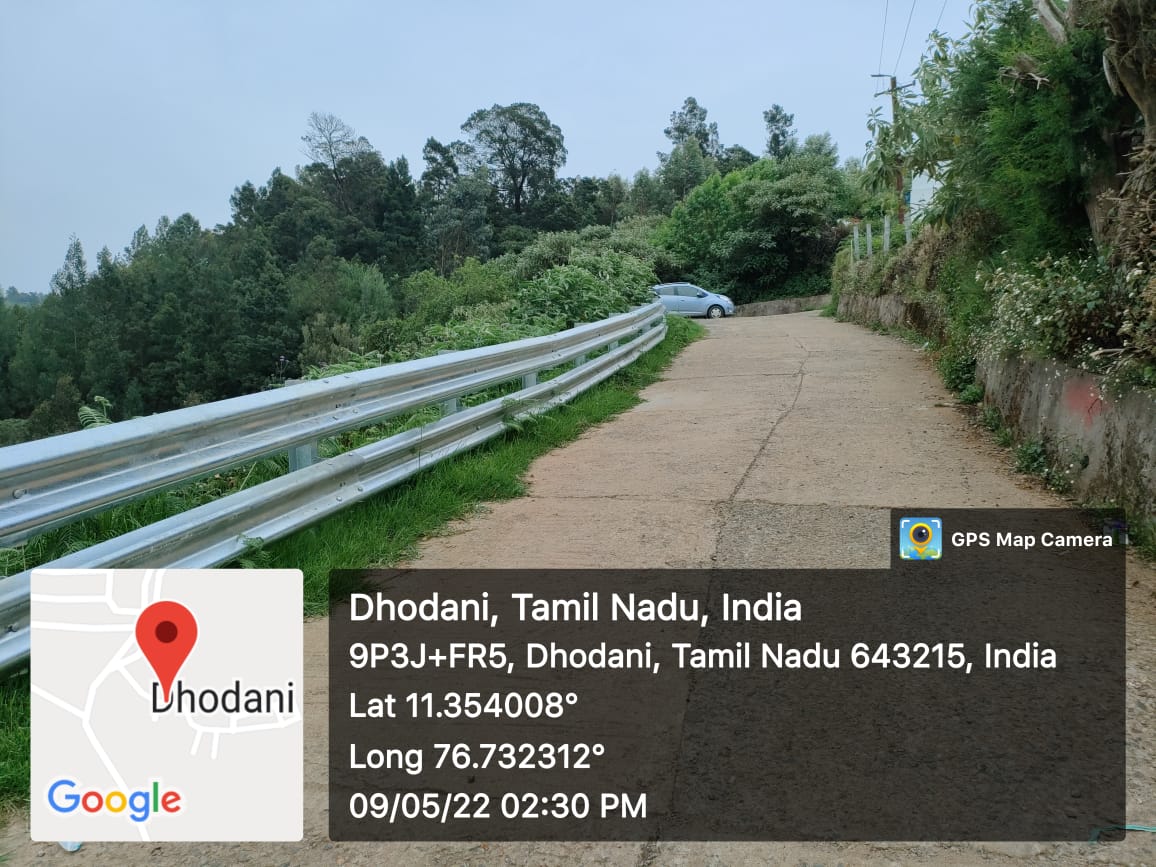 GPS Map Camera
Dhodani
Google
Dhodani, Tamil Nadu, India
9P3J+FR5, Dhodani, Tamil Nadu 643215, India
Lat 11.354008°
Long 76.732312°
09/05/22 02:30 PM